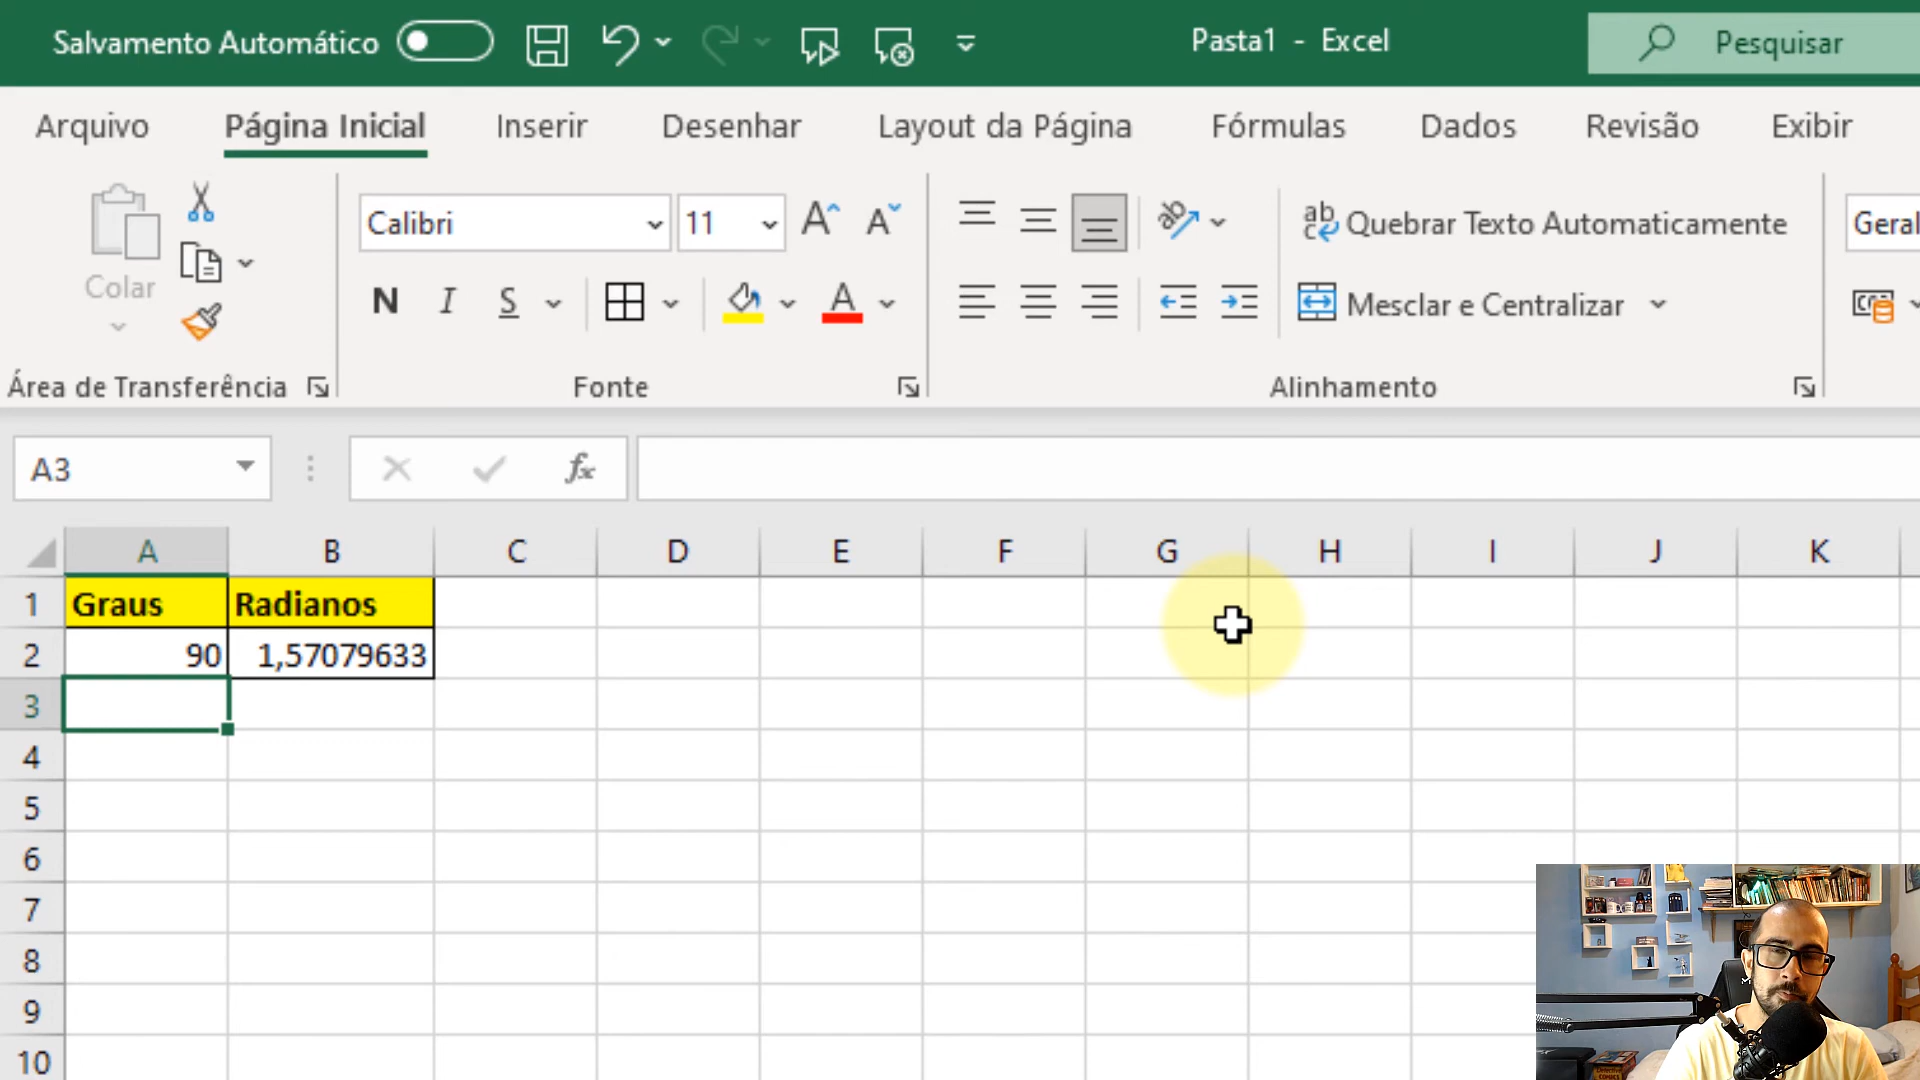 Salvamento Automático
Pasta1 - Excel
Pesquisar
Arquivo Página Inicial Inserir Desenhar Layout da Página Fórmulas Dados Revisão Exibir
Colar
Calibri 11
Quebrar Texto Automaticamente
Geral
N I S
Mesclar e Centralizar
Área de Transferência Fonte Alinhamento
A3 fx
A B C D E F G H I J K
1 Graus Radianos
2 90 1,57079633
3
4
5
6
7
8
9
10